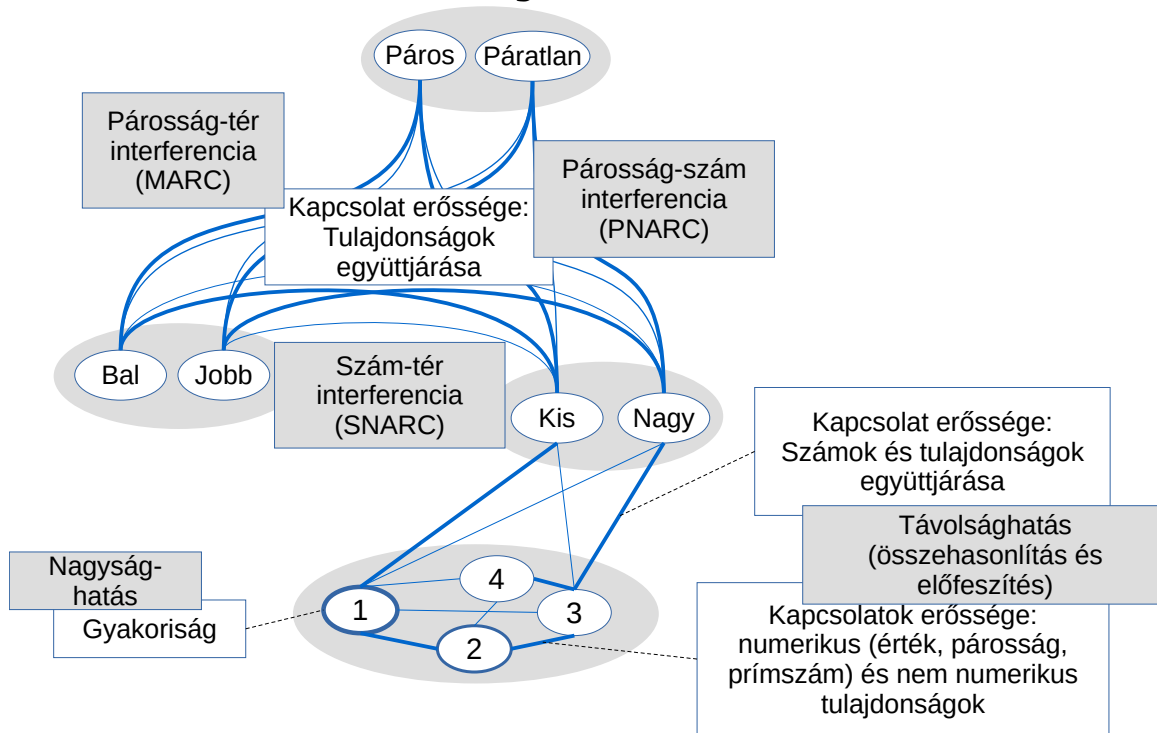 Páros
Páratlan
Párosság-tér
interferencia
(MARC)
Párosság-szám
interferencia
(PNARC)
Kapcsolat erőssége:
Tulajdonságok
együttjárása
Bal
Jobb
Szám-tér
interferencia
(SNARC)
Kis
Nagy
Kapcsolat erőssége:
Számok és tulajdonságok
együttjárása
Távolsághatás
(összehasonlítás és
előfeszítés)
Nagyság-
hatás
Gyakoriság
4
1
3
2
Kapcsolatok erőssége:
numerikus (érték, párosság,
prímszám) és nem numerikus
tulajdonságok